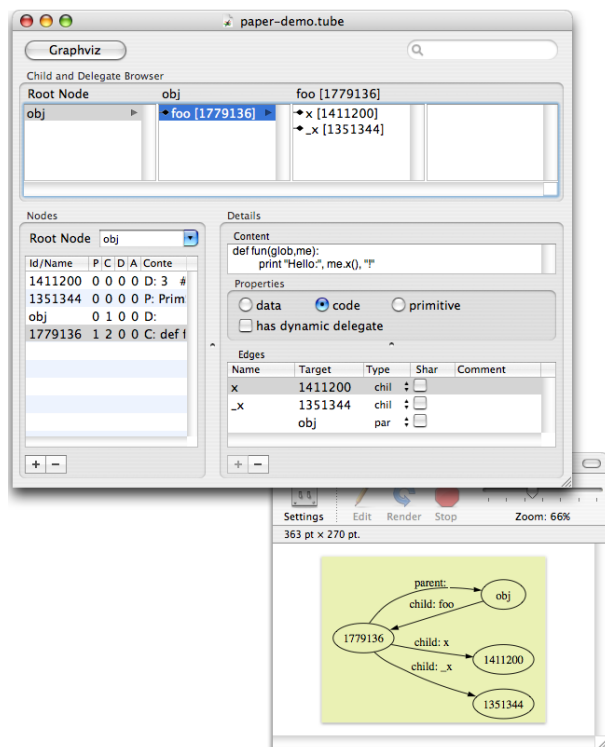 paper-demo.tube
Graphviz
Child and Delegate Browser
Root Node obj foo [1779136]
obj foo [1779136] x [1411200]
_x [1351344]
Nodes
Root Node obj
Id/Name P C D A Conte
1411200 0 0 0 0 D: 3 #
1351344 0 0 0 0 P: Prim
obj 0 1 0 0 D:
1779136 1 2 0 0 C: def f
+ −
Details
Content
def fun(glob,me):
print "Hello:", me.x(), "!"
Properties
data code primitive
has dynamic delegate
Edges
Name Target Type Shar Comment
x 1411200 chil
_x 1351344 chil
obj par
+ −
Settings Edit Render Stop Zoom: 66%
363 pt × 270 pt.
parent:_
obj
child: foo
1779136
child: x
1411200
child: _x
1351344